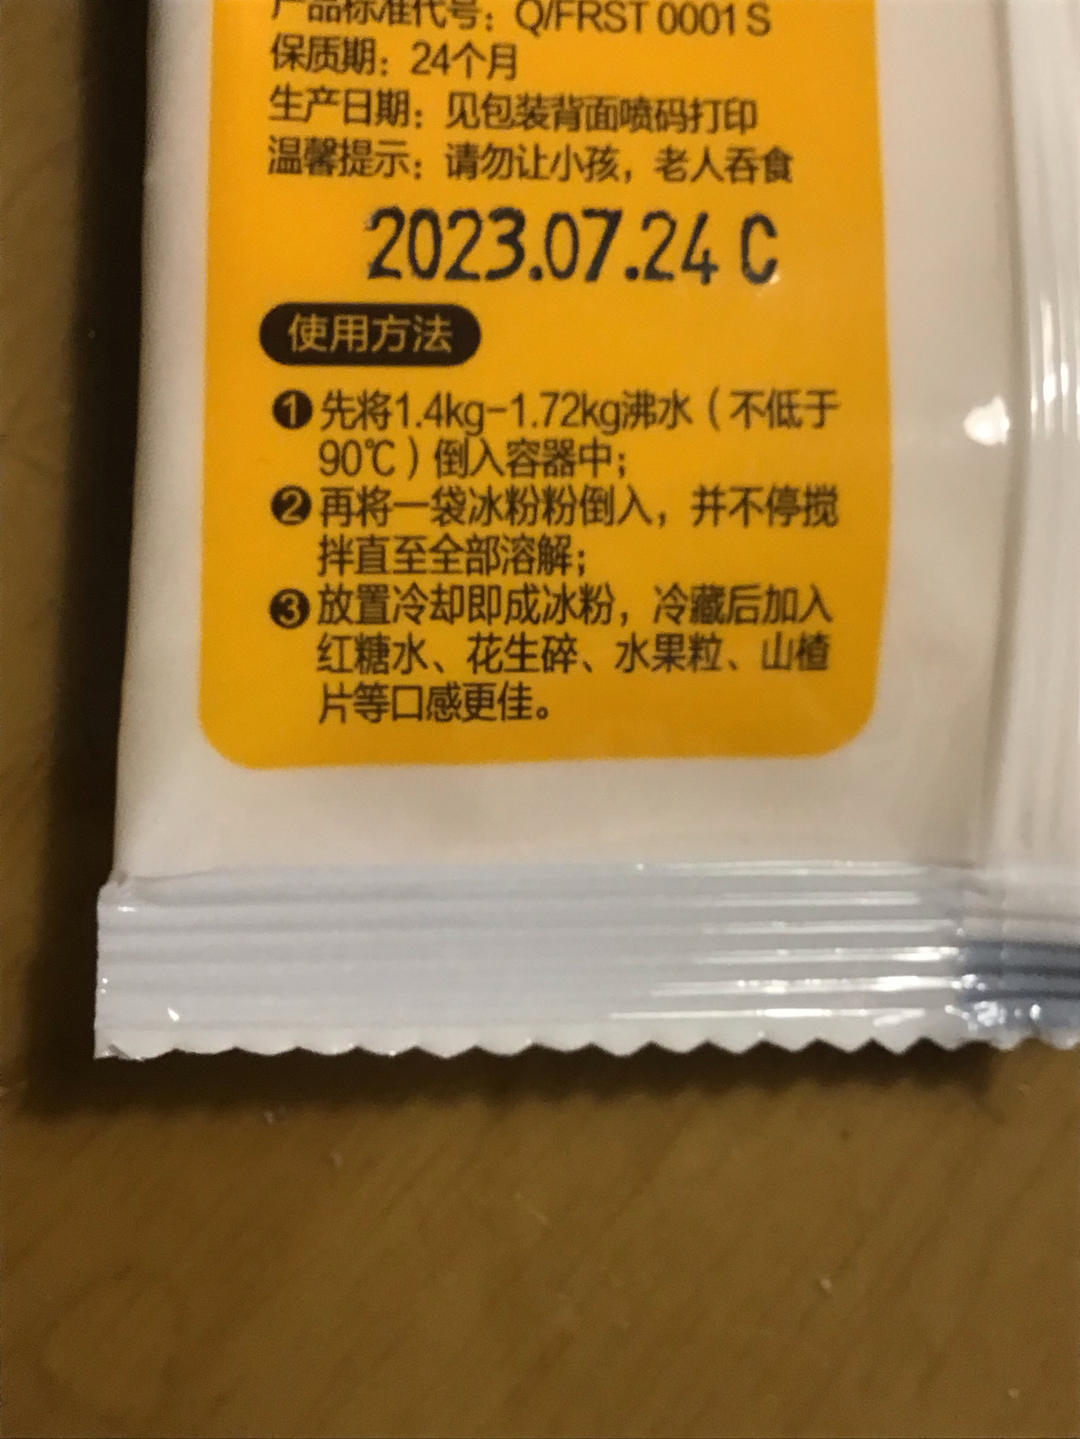 产品标准代号：Q/FRST 0001 S
保质期：24个月
生产日期：见包装背面喷码打印
温馨提示：请勿让小孩，老人吞食
2023.07.24 C
使用方法
❶先将1.4kg-1.72kg沸水（不低于
90℃）倒入容器中；
❷再将一袋冰粉粉倒入，并不停搅
拌直至全部溶解；
❸放置冷却即成冰粉，冷藏后加入
红糖水、花生碎、水果粒、山楂
片等口感更佳。